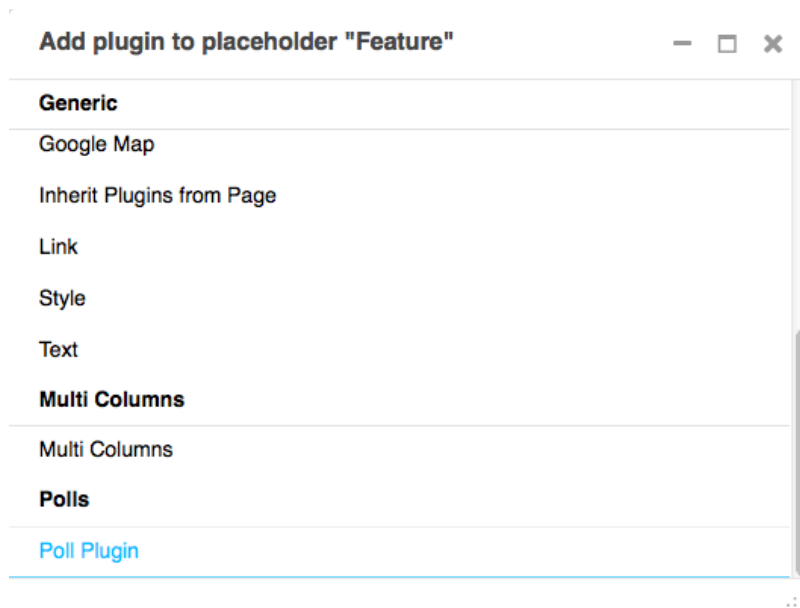 Add plugin to placeholder "Feature"
Generic
Google Map
Inherit Plugins from Page
Link
Style
Text
Multi Columns
Multi Columns
Polls
Poll Plugin